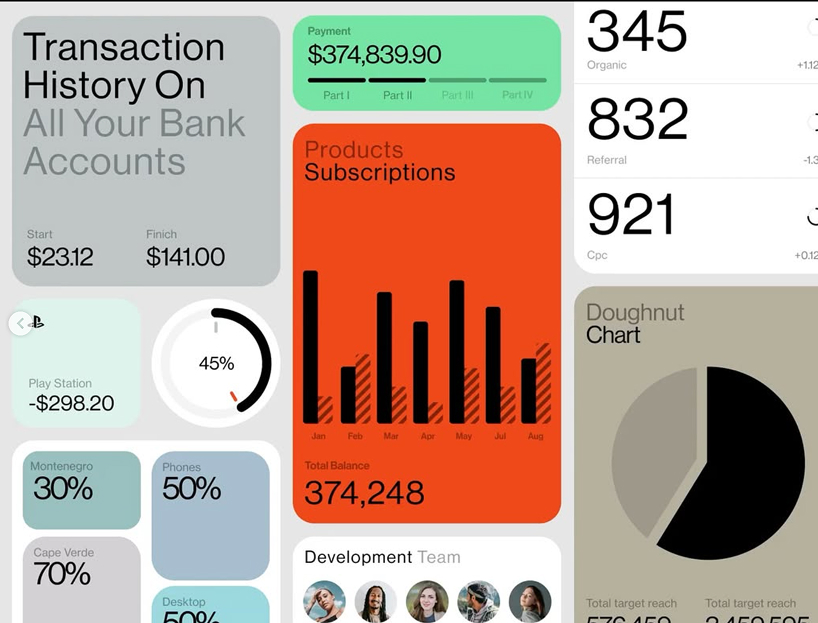 Transaction
History On
All Your Bank
Accounts
Start
Finich
$23.12
$141.00
Play Station
-$298.20
45%
Montenegro
30%
Phones
50%
Cape Verde
70%
Desktop
50%
Payment
$374,839.90
Part I
Part II
Part III
Part IV
Products
Subscriptions
Jan
Feb
Mar
Apr
May
Jul
Aug
Total Balance
374,248
Development Team
345
Organic
+1.12
832
Referral
-1.3
921
Cpc
+0.12
Doughnut
Chart
Total target reach
Total target reach